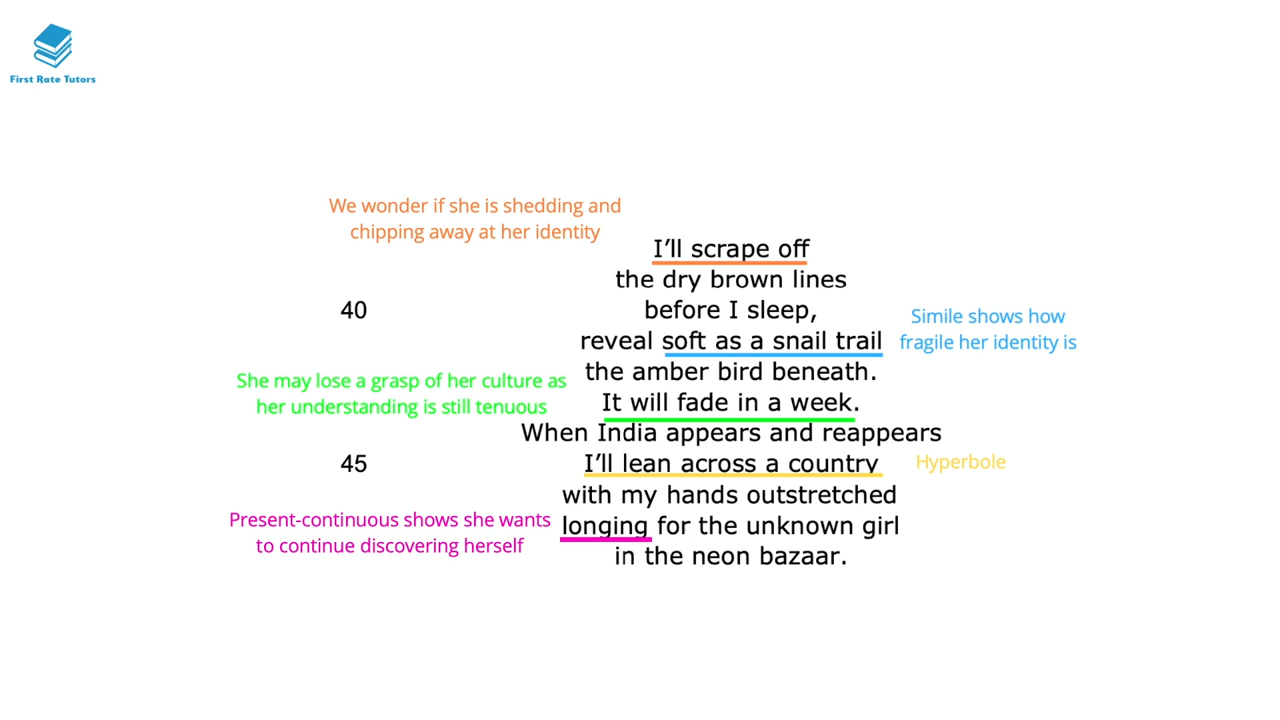 First Rate Tutors
We wonder if she is shedding and
chipping away at her identity
I'll scrape off
the dry brown lines
40
before I sleep,
reveal soft as a snail trail
Simile shows how
fragile her identity is
the amber bird beneath.
She may lose a grasp of her culture as
her understanding is still tenuous
It will fade in a week.
When India appears and reappears
45
I'll lean across a country
Hyperbole
with my hands outstretched
Present-continuous shows she wants
to continue discovering herself
longing for the unknown girl
in the neon bazaar.